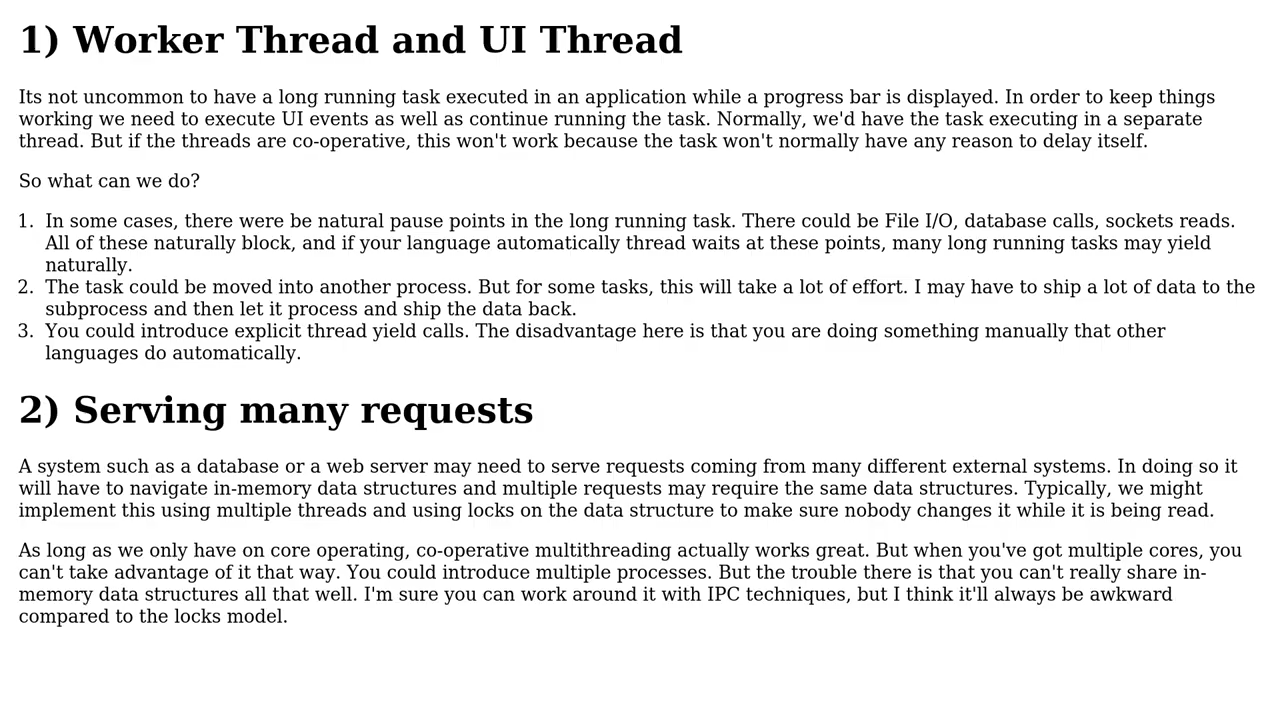 1) Worker Thread and UI Thread
Its not uncommon to have a long running task executed in an application while a progress bar is displayed. In order to keep things
working we need to execute UI events as well as continue running the task. Normally, we'd have the task executing in a separate
thread. But if the threads are co-operative, this won't work because the task won't normally have any reason to delay itself.
So what can we do?
1. In some cases, there were be natural pause points in the long running task. There could be File I/O, database calls, sockets reads.
All of these naturally block, and if your language automatically thread waits at these points, many long running tasks may yield
naturally.
2. The task could be moved into another process. But for some tasks, this will take a lot of effort. I may have to ship a lot of data to the
subprocess and then let it process and ship the data back.
3. You could introduce explicit thread yield calls. The disadvantage here is that you are doing something manually that other
languages do automatically.
2) Serving many requests
A system such as a database or a web server may need to serve requests coming from many different external systems. In doing so it
will have to navigate in-memory data structures and multiple requests may require the same data structures. Typically, we might
implement this using multiple threads and using locks on the data structure to make sure nobody changes it while it is being read.
As long as we only have on core operating, co-operative multithreading actually works great. But when you've got multiple cores, you
can't take advantage of it that way. You could introduce multiple processes. But the trouble there is that you can't really share in-
memory data structures all that well. I'm sure you can work around it with IPC techniques, but I think it'll always be awkward
compared to the locks model.